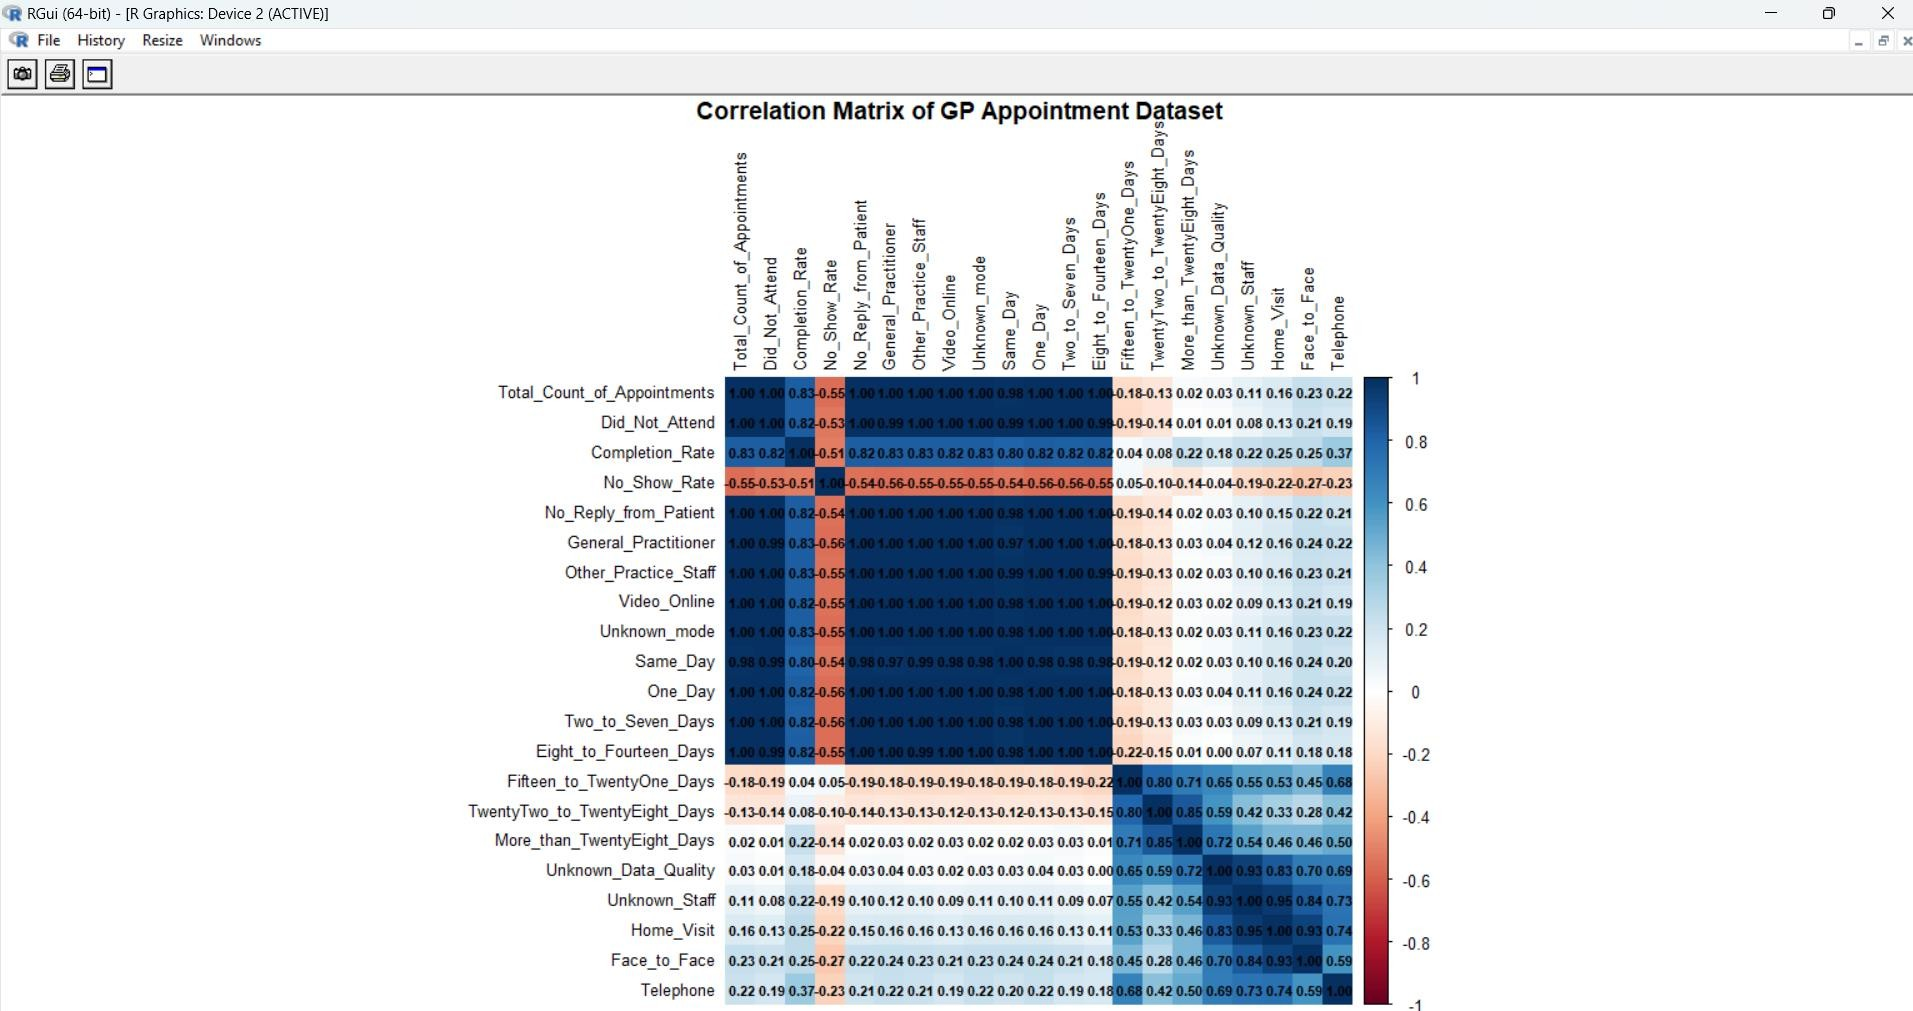 RGui (64-bit) - [R Graphics: Device 2 (ACTIVE)]
File History Resize Windows
Correlation Matrix of GP Appointment Dataset
Total_Count_of_Appointments
Did_Not_Attend
Completion_Rate
No_Show_Rate
No_Reply_from_Patient
General_Practitioner
Other_Practice_Staff
Video_Online
Unknown_mode
Same_Day
One_Day
Two_to_Seven_Days
Eight_to_Fourteen_Days
Fifteen_to_TwentyOne_Days
TwentyTwo_to_TwentyEight_Days
More_than_TwentyEight_Days
Unknown_Data_Quality
Unknown_Staff
Home_Visit
Face_to_Face
Telephone
Total_Count_of_Appointments 1.00 1.00 0.83 -0.55 1.00 1.00 1.00 1.00 1.00 0.98 1.00 1.00 1.00 -0.18 -0.13 0.02 0.03 0.11 0.16 0.23 0.22
Did_Not_Attend 1.00 1.00 0.82 -0.53 1.00 0.99 1.00 1.00 1.00 0.99 1.00 1.00 0.99 -0.19 -0.14 0.01 0.01 0.08 0.13 0.21 0.19
Completion_Rate 0.83 0.82 1.00 -0.51 0.82 0.83 0.83 0.82 0.83 0.80 0.82 0.82 0.82 0.04 0.08 0.22 0.18 0.22 0.25 0.25 0.37
No_Show_Rate -0.55 -0.53 -0.51 1.00 -0.54 -0.56 -0.55 -0.55 -0.55 -0.54 -0.56 -0.56 -0.55 0.05 -0.10 -0.14 -0.04 -0.19 -0.22 -0.27 -0.23
No_Reply_from_Patient 1.00 1.00 0.82 -0.54 1.00 1.00 1.00 1.00 1.00 0.98 1.00 1.00 1.00 -0.19 -0.14 0.02 0.03 0.10 0.15 0.22 0.21
General_Practitioner 1.00 0.99 0.83 -0.56 1.00 1.00 1.00 1.00 1.00 0.97 1.00 1.00 1.00 -0.18 -0.13 0.03 0.04 0.12 0.16 0.24 0.22
Other_Practice_Staff 1.00 1.00 0.83 -0.55 1.00 1.00 1.00 1.00 1.00 0.99 1.00 1.00 0.99 -0.19 -0.13 0.02 0.03 0.10 0.16 0.23 0.21
Video_Online 1.00 1.00 0.82 -0.55 1.00 1.00 1.00 1.00 1.00 0.98 1.00 1.00 1.00 -0.19 -0.12 0.03 0.02 0.09 0.13 0.21 0.19
Unknown_mode 1.00 1.00 0.83 -0.55 1.00 1.00 1.00 1.00 1.00 0.98 1.00 1.00 1.00 -0.18 -0.13 0.02 0.03 0.11 0.16 0.23 0.22
Same_Day 0.98 0.99 0.80 -0.54 0.98 0.97 0.99 0.98 0.98 1.00 0.98 0.98 0.98 -0.19 -0.12 0.02 0.03 0.10 0.16 0.24 0.20
One_Day 1.00 1.00 0.82 -0.56 1.00 1.00 1.00 1.00 1.00 0.98 1.00 1.00 1.00 -0.18 -0.13 0.03 0.04 0.11 0.16 0.24 0.22
Two_to_Seven_Days 1.00 1.00 0.82 -0.56 1.00 1.00 1.00 1.00 1.00 0.98 1.00 1.00 1.00 -0.19 -0.13 0.03 0.03 0.09 0.13 0.21 0.19
Eight_to_Fourteen_Days 1.00 0.99 0.82 -0.55 1.00 1.00 0.99 1.00 1.00 0.98 1.00 1.00 1.00 -0.22 -0.15 0.01 0.00 0.07 0.11 0.18 0.18
Fifteen_to_TwentyOne_Days -0.18 -0.19 0.04 0.05 -0.19 -0.18 -0.19 -0.19 -0.18 -0.19 -0.18 -0.19 -0.22 1.00 0.80 0.71 0.65 0.55 0.53 0.45 0.68
TwentyTwo_to_TwentyEight_Days -0.13 -0.14 0.08 -0.10 -0.14 -0.13 -0.13 -0.12 -0.13 -0.12 -0.13 -0.13 -0.15 0.80 1.00 0.85 0.59 0.42 0.33 0.28 0.42
More_than_TwentyEight_Days 0.02 0.01 0.22 -0.14 0.02 0.03 0.02 0.03 0.02 0.02 0.03 0.03 0.01 0.71 0.85 1.00 0.72 0.54 0.46 0.46 0.50
Unknown_Data_Quality 0.03 0.01 0.18 -0.04 0.03 0.04 0.03 0.02 0.03 0.03 0.04 0.03 0.00 0.65 0.59 0.72 1.00 0.93 0.83 0.70 0.69
Unknown_Staff 0.11 0.08 0.22 -0.19 0.10 0.12 0.10 0.09 0.11 0.10 0.11 0.09 0.07 0.55 0.42 0.54 0.93 1.00 0.95 0.84 0.73
Home_Visit 0.16 0.13 0.25 -0.22 0.15 0.16 0.16 0.13 0.16 0.16 0.16 0.13 0.11 0.53 0.33 0.46 0.83 0.95 1.00 0.93 0.74
Face_to_Face 0.23 0.21 0.25 -0.27 0.22 0.24 0.23 0.21 0.23 0.24 0.24 0.21 0.18 0.45 0.28 0.46 0.70 0.84 0.93 1.00 0.59
Telephone 0.22 0.19 0.37 -0.23 0.21 0.22 0.21 0.19 0.22 0.20 0.22 0.19 0.18 0.68 0.42 0.50 0.69 0.73 0.74 0.59 1.00
1
0.8
0.6
0.4
0.2
0
-0.2
-0.4
-0.6
-0.8
-1